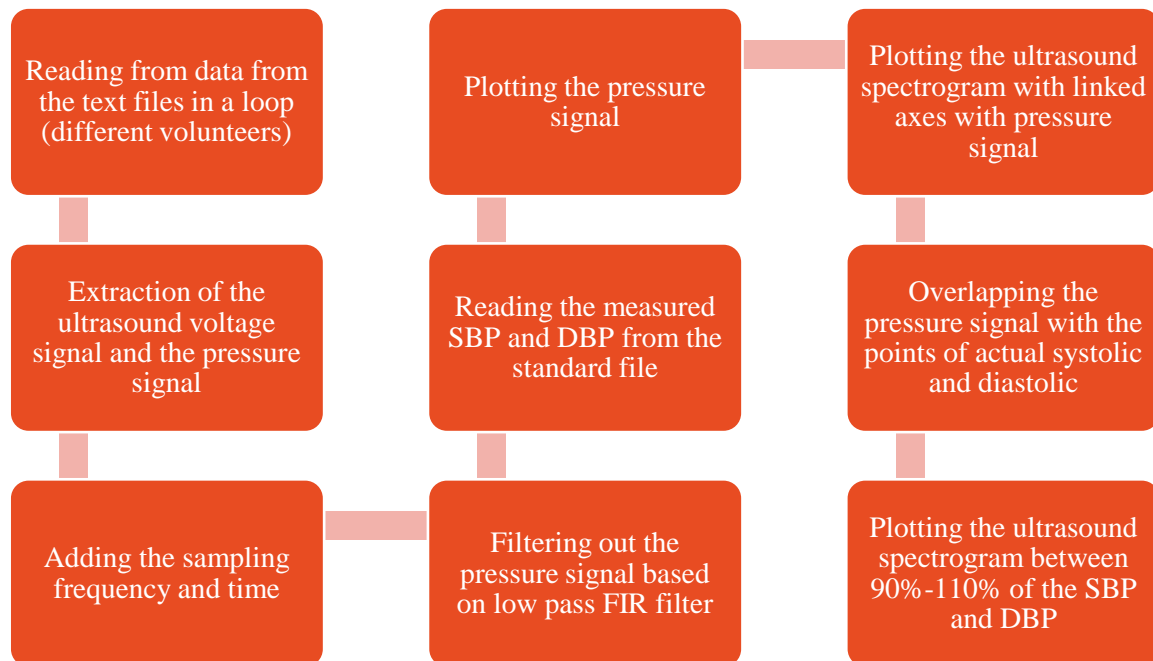 Reading from data from
the text files in a loop
(different volunteers)
Extraction of the
ultrasound voltage
signal and the pressure
signal
Adding the sampling
frequency and time
Filtering out the
pressure signal based
on low pass FIR filter
Reading the measured
SBP and DBP from the
standard file
Plotting the pressure
signal
Plotting the ultrasound
spectrogram with linked
axes with pressure
signal
Overlapping the
pressure signal with the
points of actual systolic
and diastolic
Plotting the ultrasound
spectrogram between
90%-110% of the SBP
and DBP